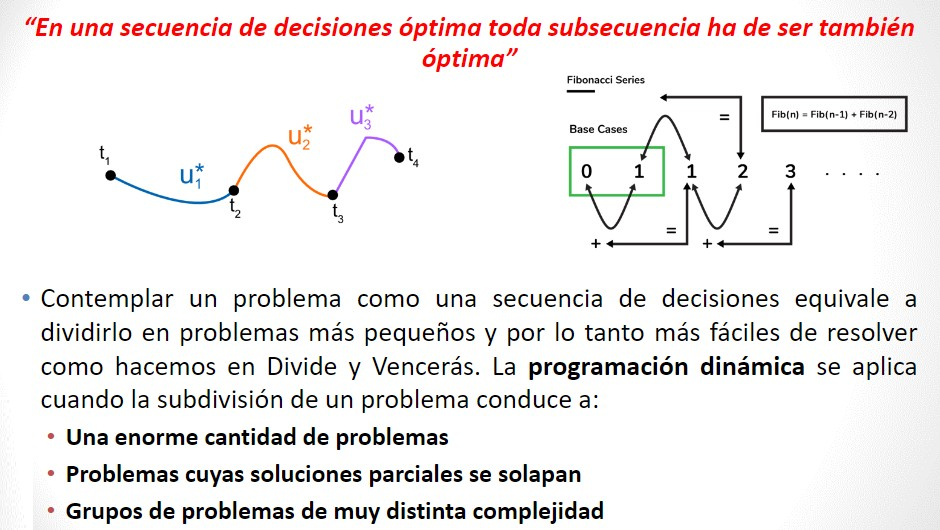 “En una secuencia de decisiones óptima toda subsecuencia ha de ser también
óptima”
t1
u1*
t2
u2*
t3
u3*
t4
Fibonacci Series
Fib(n) = Fib(n-1) + Fib(n-2)
=
Base Cases
0 1 1 2 3 . . . .
= =
+ +
• Contemplar un problema como una secuencia de decisiones equivale a
dividirlo en problemas más pequeños y por lo tanto más fáciles de resolver
como hacemos en Divide y Vencerás. La programación dinámica se aplica
cuando la subdivisión de un problema conduce a:
• Una enorme cantidad de problemas
• Problemas cuyas soluciones parciales se solapan
• Grupos de problemas de muy distinta complejidad